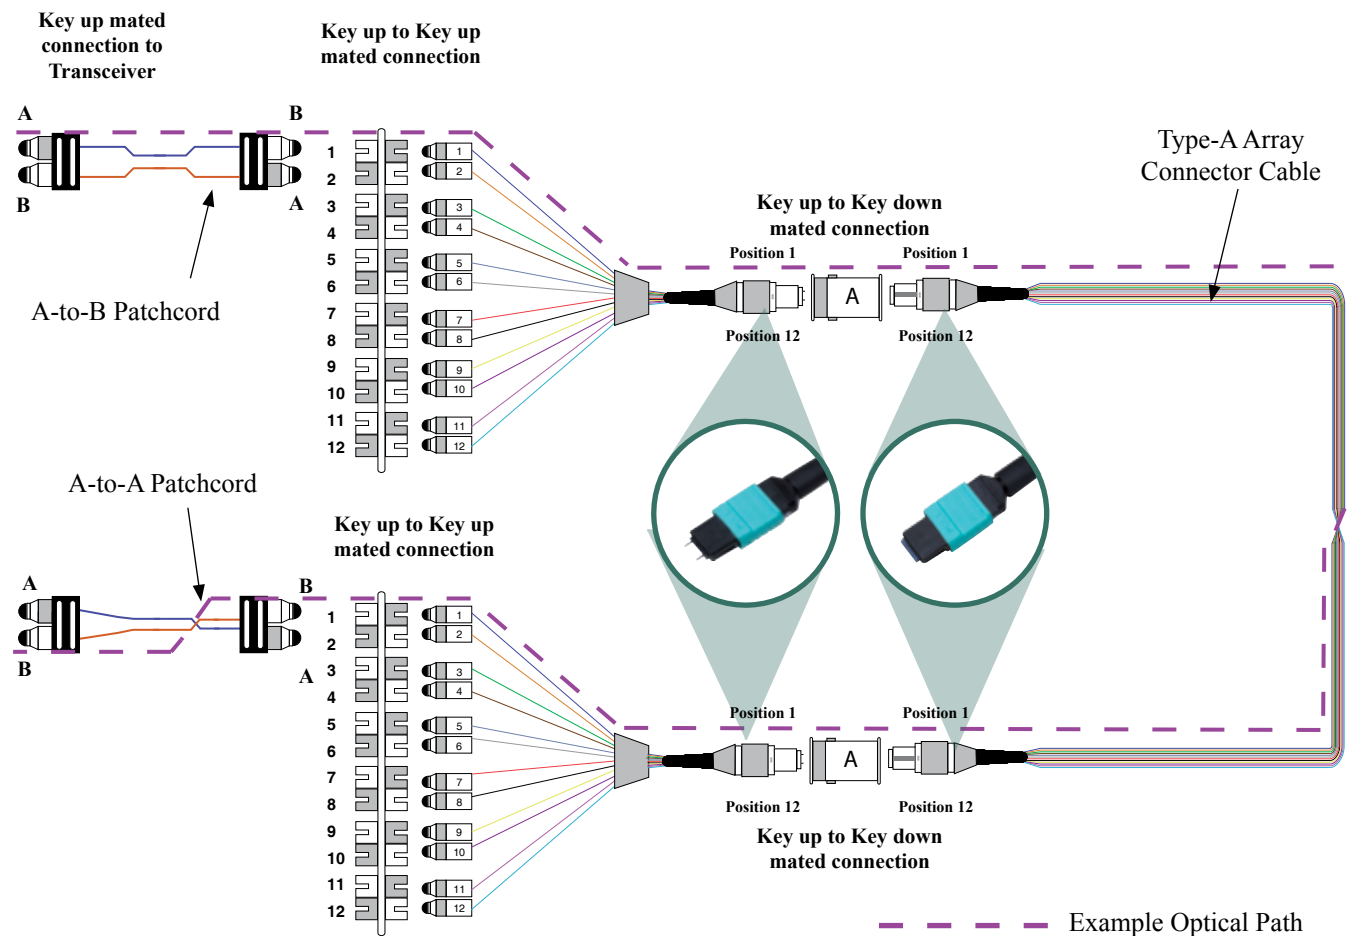 Key up mated
connection to
Transceiver
Key up to Key up
mated connection
A
B
B
A
A-to-B Patchcord
1
2
3
4
5
6
7
8
9
10
11
12
1
2
3
4
5
6
7
8
9
10
11
12
Key up to Key down
mated connection
Position 1
Position 1
A
Position 12
Position 12
Type-A Array
Connector Cable
A-to-A Patchcord
Key up to Key up
mated connection
A
B
B
A
1
2
3
4
5
6
7
8
9
10
11
12
1
2
3
4
5
6
7
8
9
10
11
12
Position 1
Position 1
A
Position 12
Position 12
Key up to Key down
mated connection
Example Optical Path